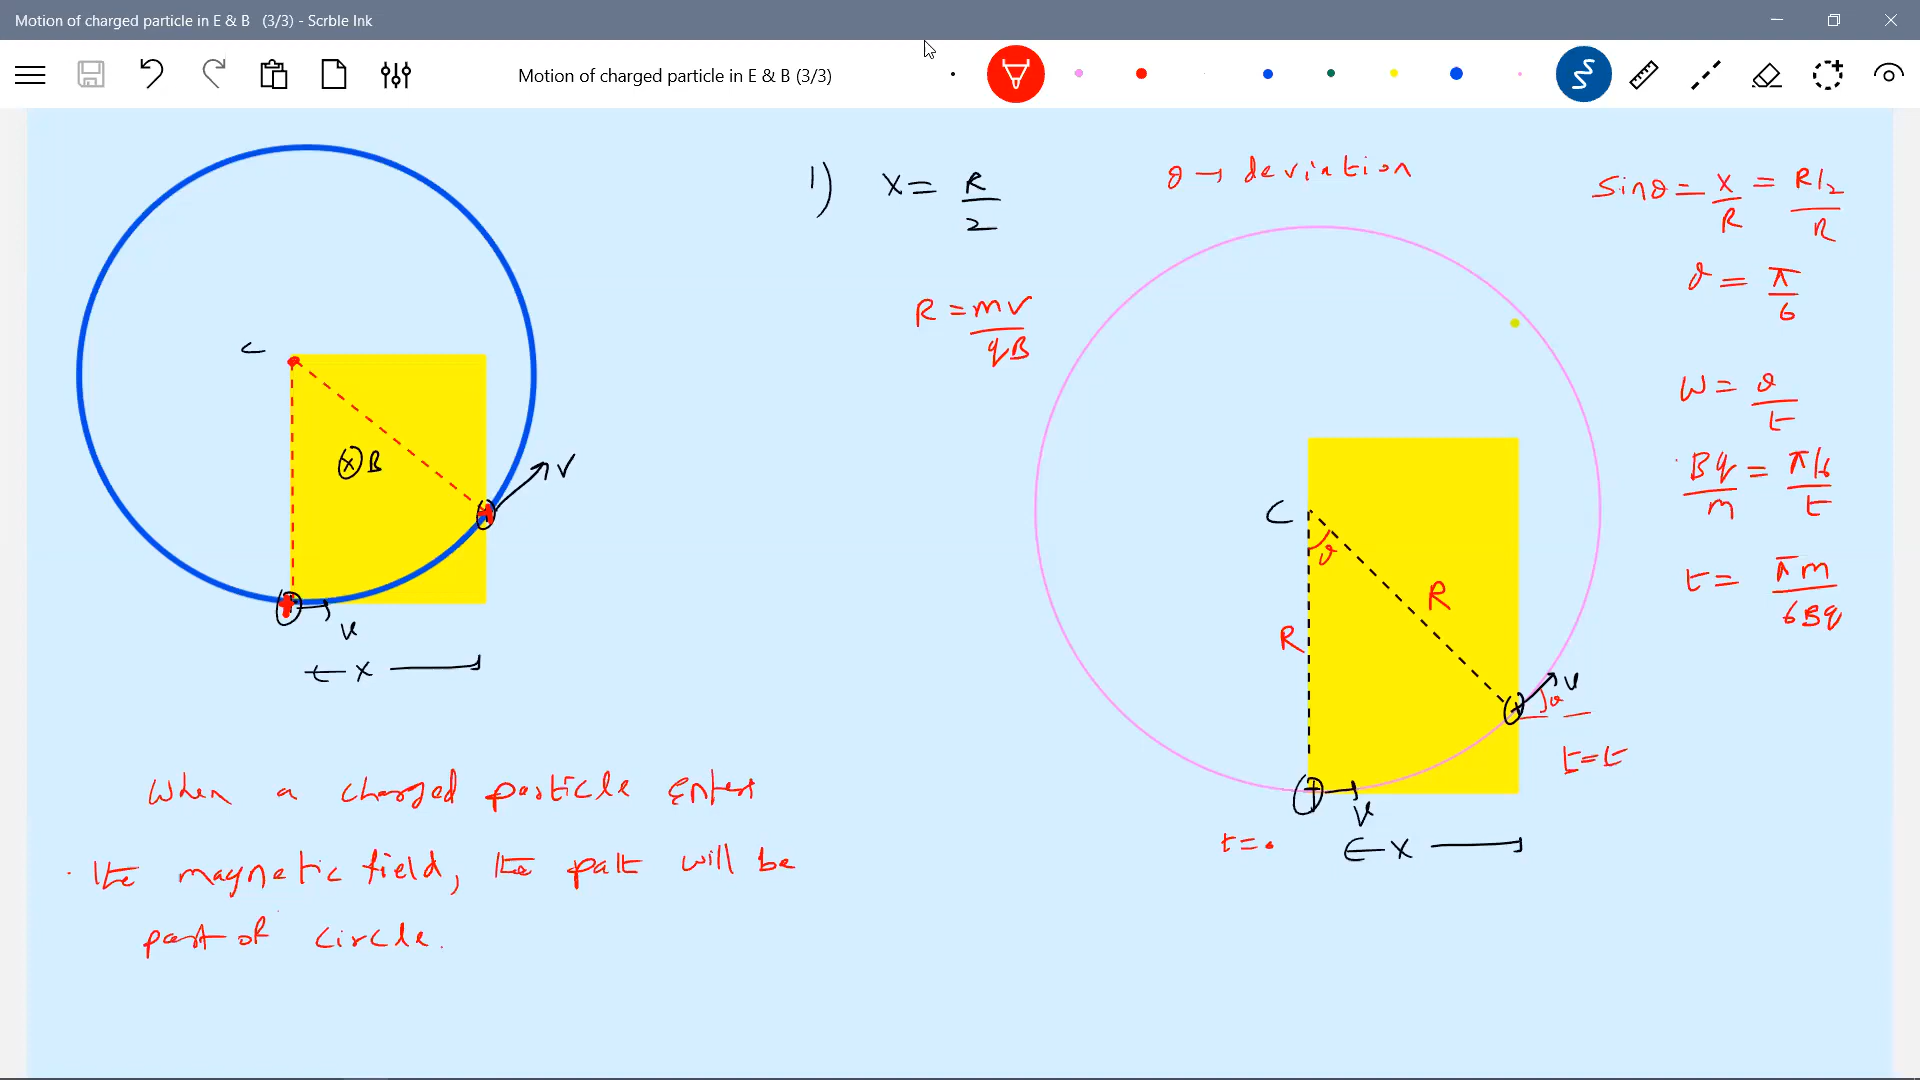 Motion of charged particle in E & B (3/3) - Scrble Ink
Motion of charged particle in E & B (3/3)
C
⊗B
V
v
x
When a charged particle enters
the magnetic field, the path will be
part of circle.
1) x = R/2
R = mv/qB
θ → deviation
C
θ
R
R
v
θ
t=t
v
t=0
x
Sinθ = x/R = R/2/R
θ = π/6
W = θ/t
Bq/m = π/6/t
t = πm/6Bq